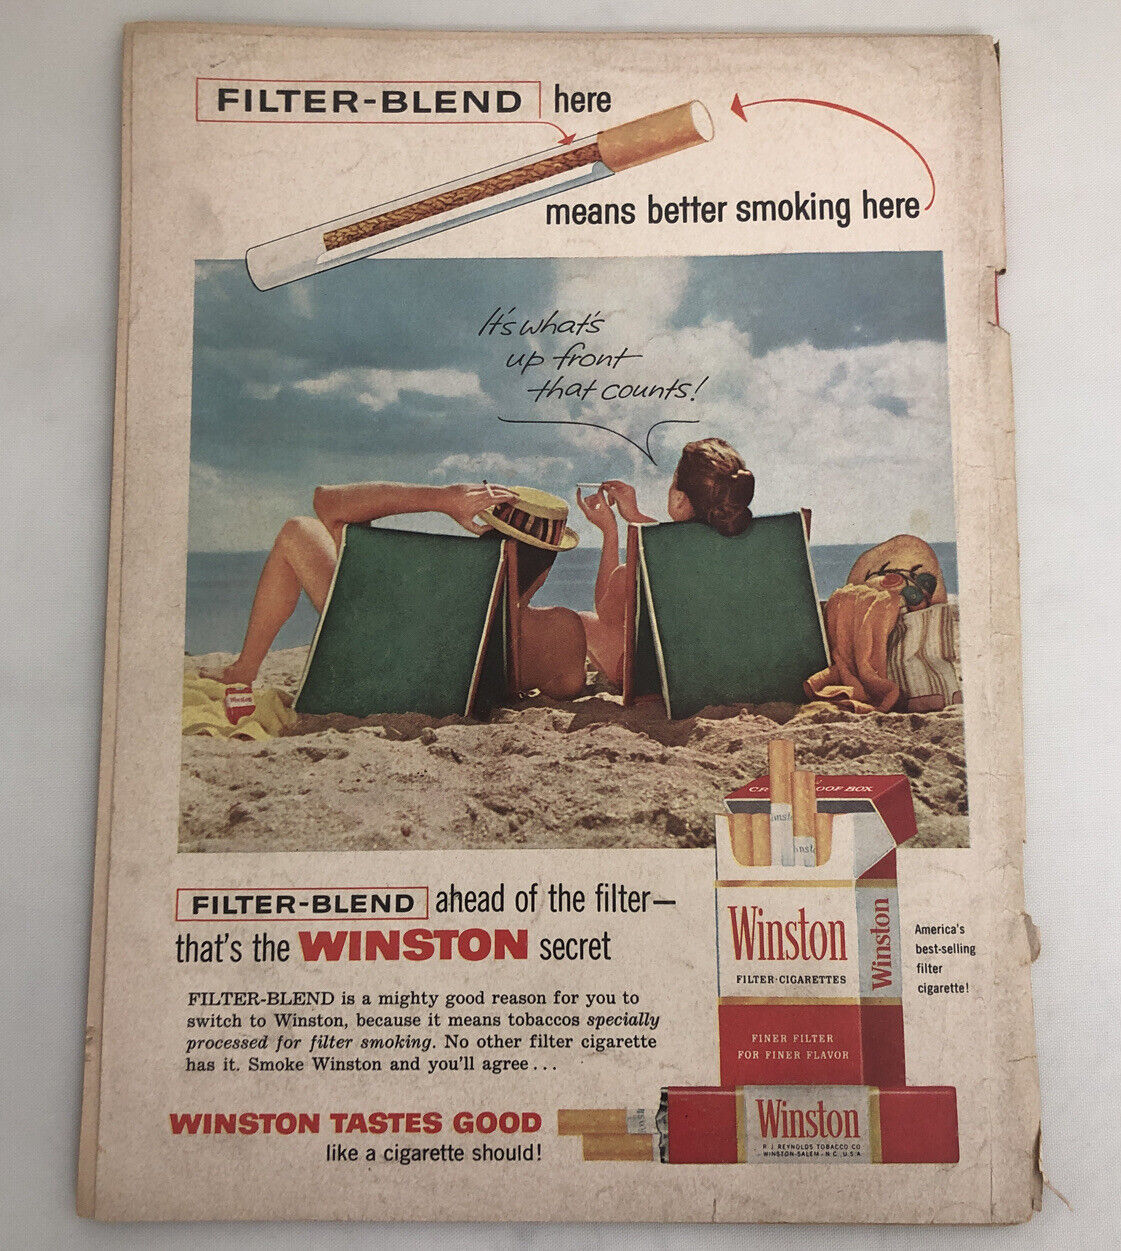 FILTER-BLEND here
means better smoking here
It's what's
up front
that counts!
Winston
CR OOF BOX
Winston
FILTER-CIGARETTES
Winston
FINER FILTER
FOR FINER FLAVOR
America's
best-selling
filter
cigarette!
FILTER-BLEND ahead of the filter—
that's the WINSTON secret
FILTER-BLEND is a mighty good reason for you to
switch to Winston, because it means tobaccos specially
processed for filter smoking. No other filter cigarette
has it. Smoke Winston and you'll agree...
WINSTON TASTES GOOD
like a cigarette should!
Winston
R. J. REYNOLDS TOBACCO CO.
WINSTON-SALEM, N.C. U.S.A.